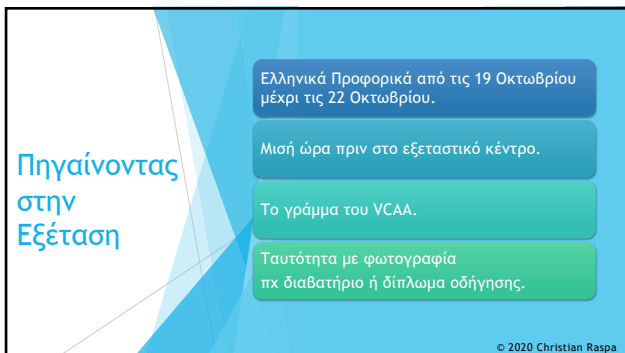 Πηγαίνοντας
στην
Εξέταση
Ελληνικά Προφορικά από τις 19 Οκτωβρίου
μέχρι τις 22 Οκτωβρίου.
Μισή ώρα πριν στο εξεταστικό κέντρο.
Το γράμμα του VCAA.
Ταυτότητα με φωτογραφία
πχ διαβατήριο ή δίπλωμα οδήγησης.
© 2020 Christian Raspa